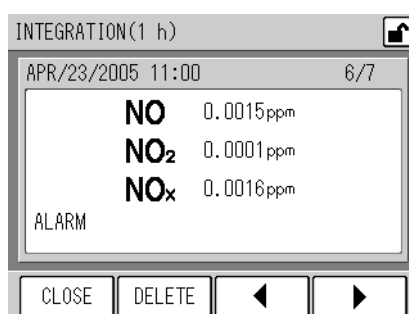 INTEGRATION(1 h)
APR/23/2005 11:00 6/7
NO 0.0015ppm
NO₂ 0.0001ppm
NOx 0.0016ppm
ALARM
CLOSE DELETE ◀ ▶